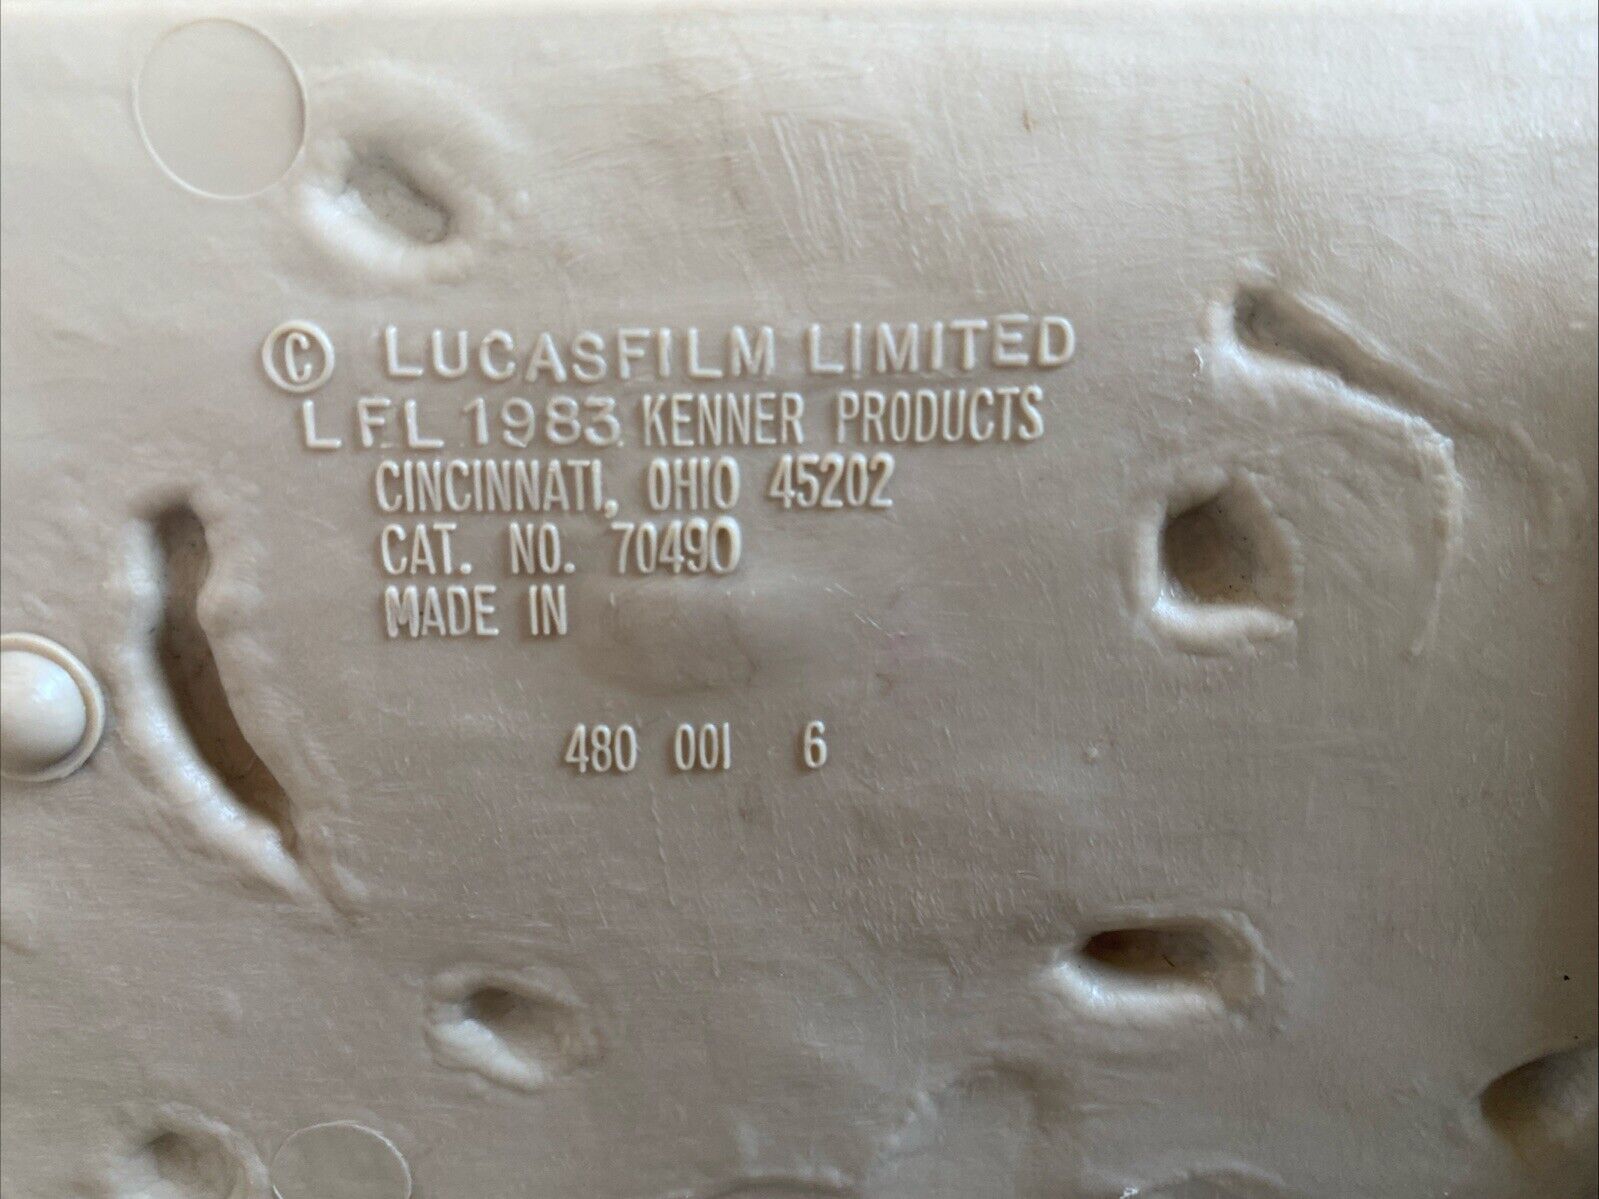 © LUCASFILM LIMITED
LFL 1983 KENNER PRODUCTS
CINCINNATI, OHIO 45202
CAT. NO. 70490
MADE IN
480 001 6